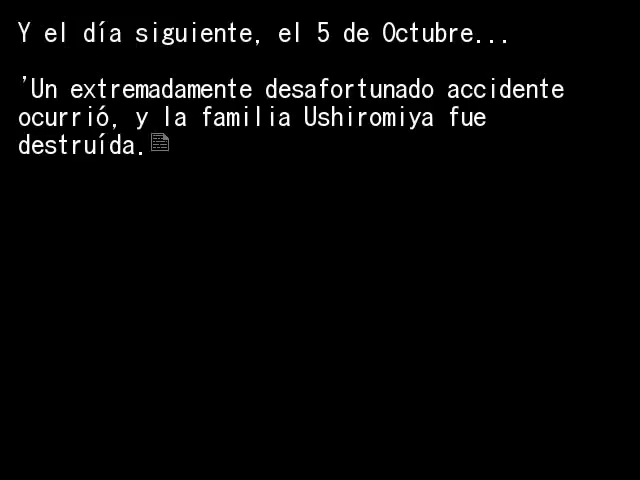 Y el día siguiente, el 5 de Octubre...
'Un extremadamente desafortunado accidente
ocurrió, y la familia Ushiromiya fue
destruída.